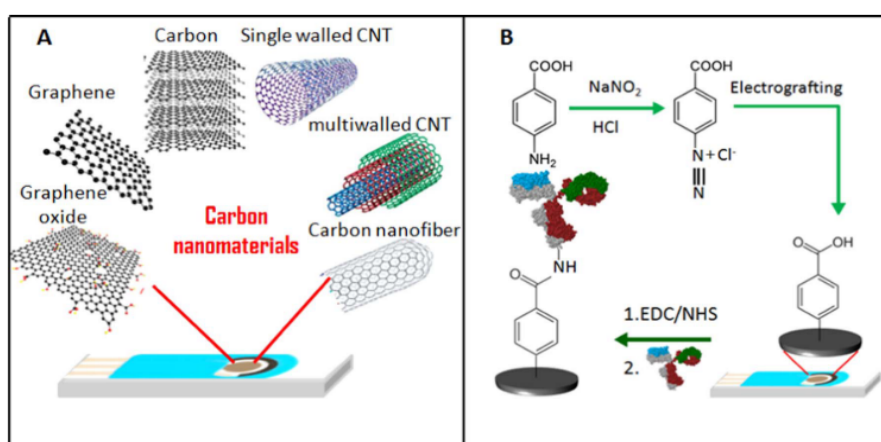 A
Carbon
Single walled CNT
Graphene
multiwalled CNT
Graphene
oxide
Carbon
nanomaterials
Carbon nanofiber
B
COOH
NaNO₂
HCl
NH₂
COOH
N+Cl⁻
N
Electrografting
O
OH
O
NH
1.EDC/NHS
2.